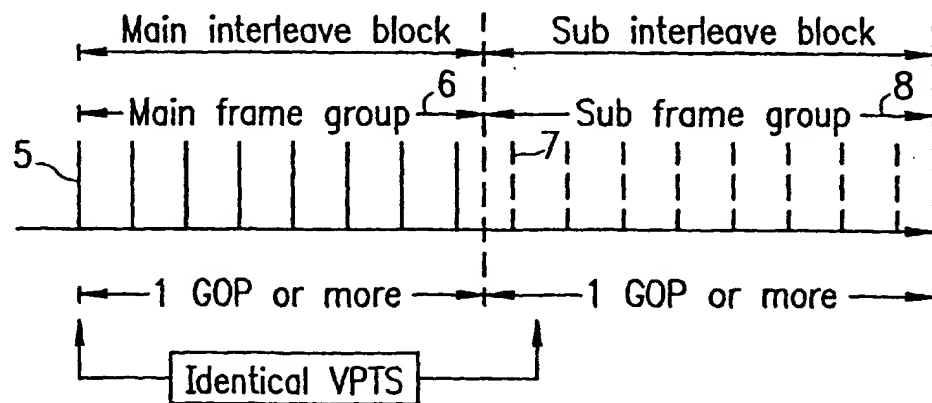 Main interleave block Sub interleave block
6 8
Main frame group Sub frame group
5 7
1 GOP or more 1 GOP or more
Identical VPTS